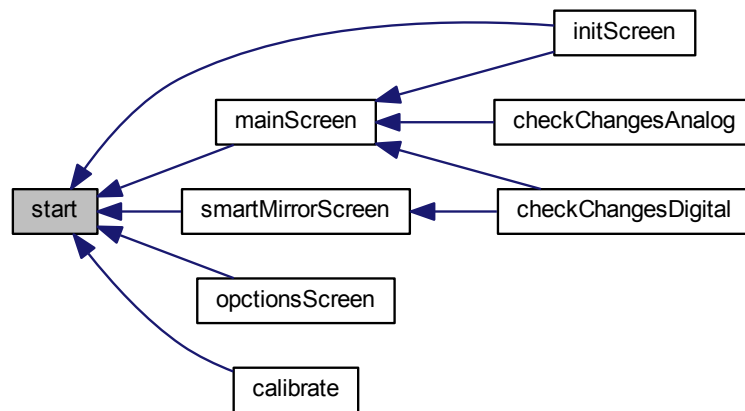 initScreen
mainScreen
checkChangesAnalog
start
smartMirrorScreen
checkChangesDigital
opctionsScreen
calibrate